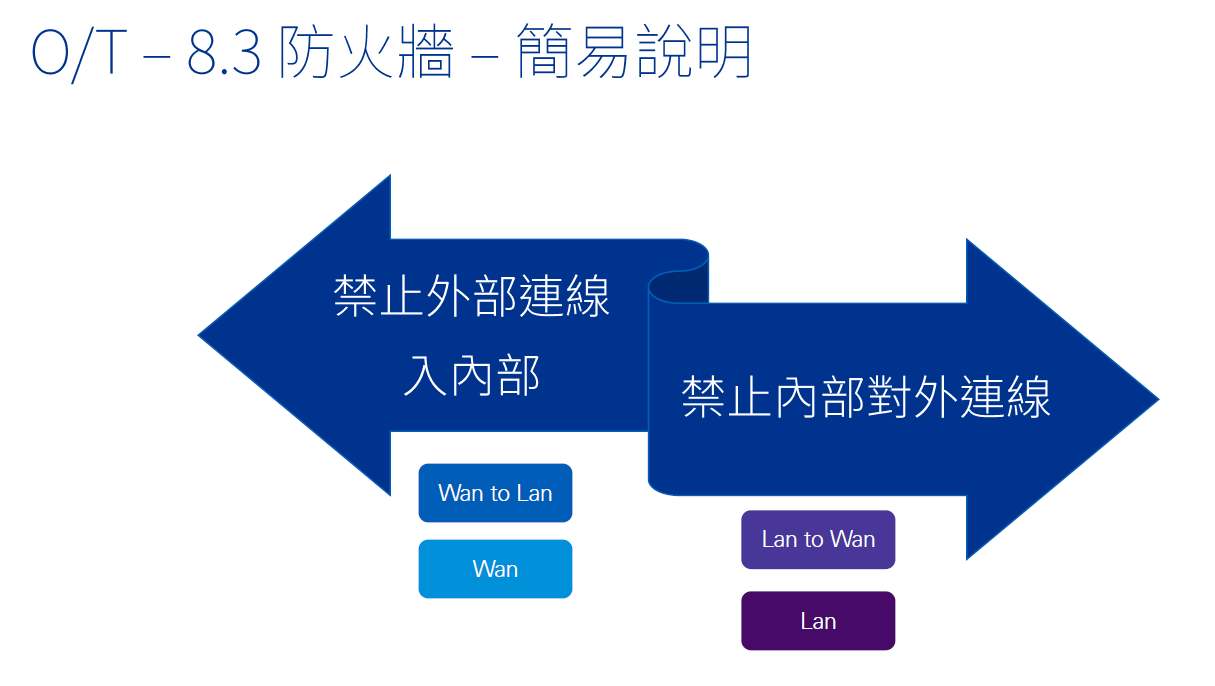 O/T – 8.3 防火牆 – 簡易說明
禁止外部連線
入內部
禁止內部對外連線
Wan to Lan
Wan
Lan to Wan
Lan